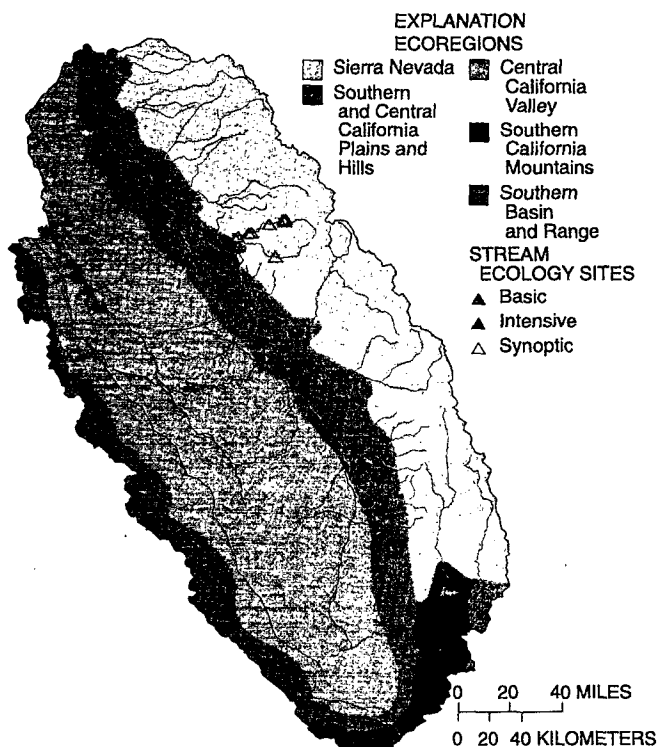 EXPLANATION
ECOREGIONS
Sierra Nevada
Southern
and Central
California
Plains and
Hills
Central
California
Valley
Southern
California
Mountains
Southern
Basin
and Range
STREAM
ECOLOGY SITES
Basic
Intensive
Synoptic
0 20 40 MILES
0 20 40 KILOMETERS